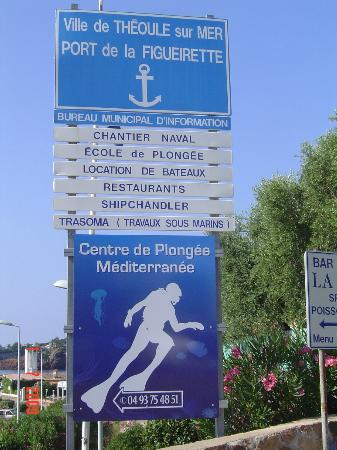 Ville de THÉOULE sur MER
PORT de la FIGUEIRETTE
BUREAU MUNICIPAL D'INFORMATION
CHANTIER NAVAL
ÉCOLE de PLONGÉE
LOCATION DE BATEAUX
RESTAURANTS
SHIPCHANDLER
TRASOMA ( TRAVAUX SOUS MARINS )
Centre de Plongée
Méditerranée
✆ 04 93 75 48 51
BAR
LA
POISSO
Menu